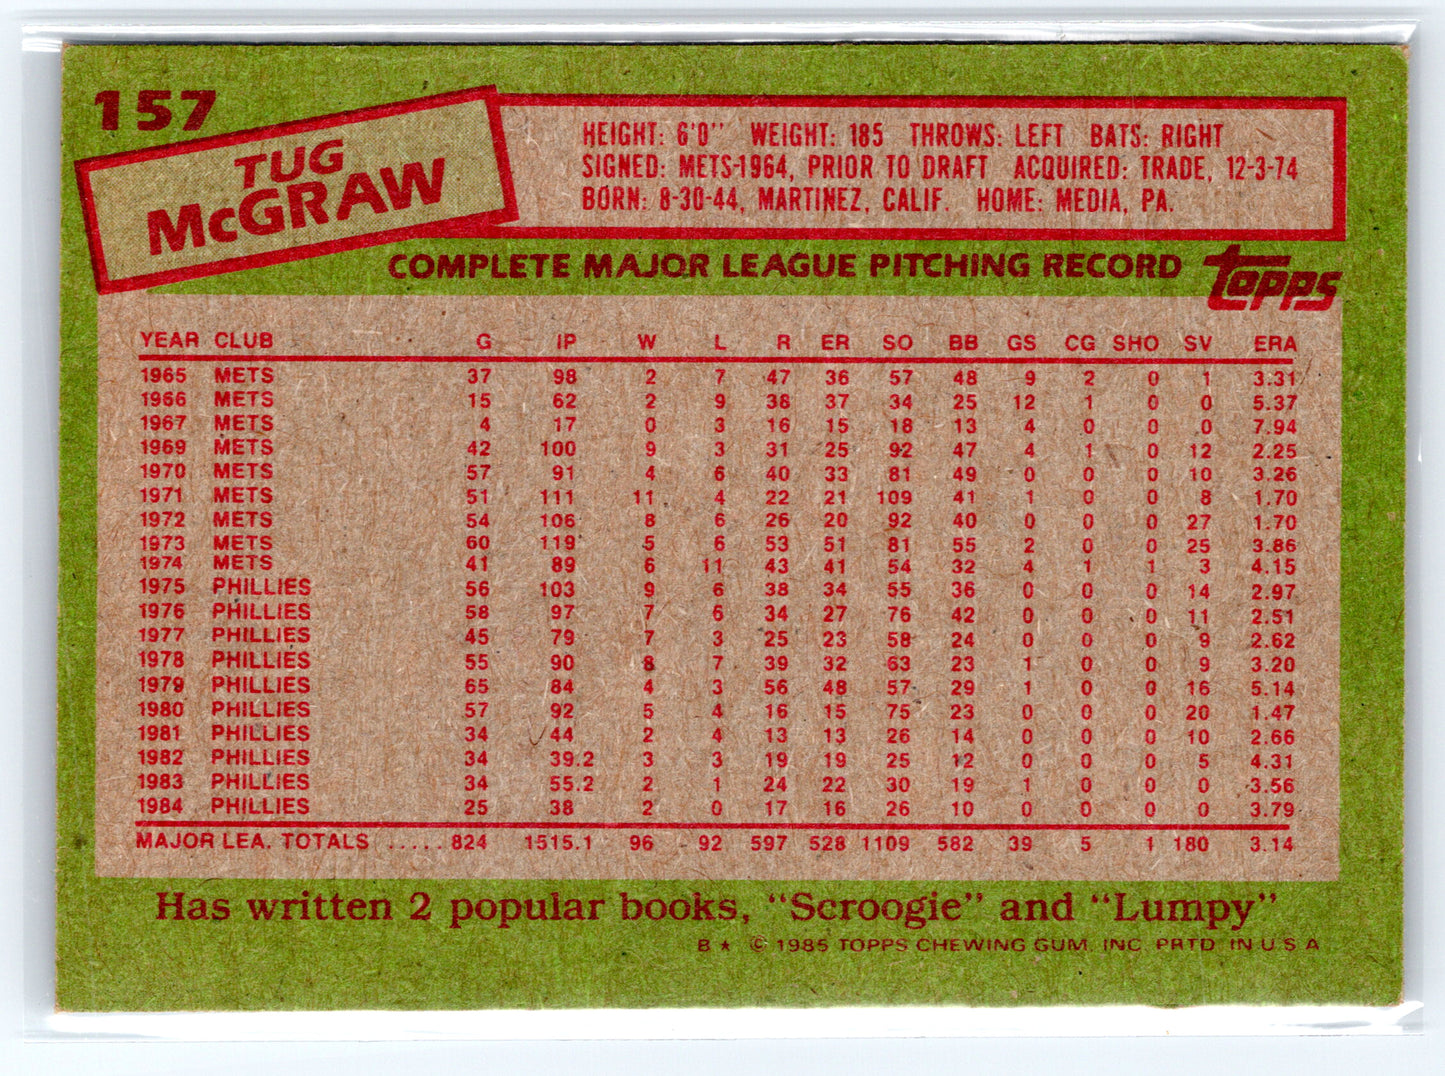 157
TUG
McGRAW
HEIGHT: 6'0" WEIGHT: 185 THROWS: LEFT BATS: RIGHT
SIGNED: METS-1964, PRIOR TO DRAFT ACQUIRED: TRADE, 12-3-74
BORN: 8-30-44, MARTINEZ, CALIF. HOME: MEDIA, PA.
COMPLETE MAJOR LEAGUE PITCHING RECORD
topps
YEAR CLUB G IP W L R ER SO BB GS CG SHO SV ERA
1965 METS 37 98 2 7 47 36 57 48 9 2 0 1 3.31
1966 METS 15 62 2 9 38 37 34 25 12 1 0 0 5.37
1967 METS 4 17 0 3 16 15 18 13 4 0 0 0 7.94
1969 METS 42 100 9 3 31 25 92 47 4 1 0 12 2.25
1970 METS 57 91 4 6 40 33 81 49 0 0 0 10 3.26
1971 METS 51 111 11 4 22 21 109 41 1 0 0 8 1.70
1972 METS 54 106 8 6 26 20 92 40 0 0 0 27 1.70
1973 METS 60 119 5 6 53 51 81 55 2 0 0 25 3.86
1974 METS 41 89 6 11 43 41 54 32 4 1 1 3 4.15
1975 PHILLIES 56 103 9 6 38 34 55 36 0 0 0 14 2.97
1976 PHILLIES 58 97 7 6 34 27 76 42 0 0 0 11 2.51
1977 PHILLIES 45 79 7 3 25 23 58 24 0 0 0 9 2.62
1978 PHILLIES 55 90 8 7 39 32 63 23 1 0 0 9 3.20
1979 PHILLIES 65 84 4 3 56 48 57 29 1 0 0 16 5.14
1980 PHILLIES 57 92 5 4 16 15 75 23 0 0 0 20 1.47
1981 PHILLIES 34 44 2 4 13 13 26 14 0 0 0 10 2.66
1982 PHILLIES 34 39.2 3 3 19 19 25 12 0 0 0 5 4.31
1983 PHILLIES 34 55.2 2 1 24 22 30 19 1 0 0 0 3.56
1984 PHILLIES 25 38 2 0 17 16 26 10 0 0 0 0 3.79
MAJOR LEA. TOTALS ..... 824 1515.1 96 92 597 528 1109 582 39 5 1 180 3.14
Has written 2 popular books, "Scroogie" and "Lumpy"
B★ © 1985 TOPPS CHEWING GUM, INC. PRTD. IN U.S.A.